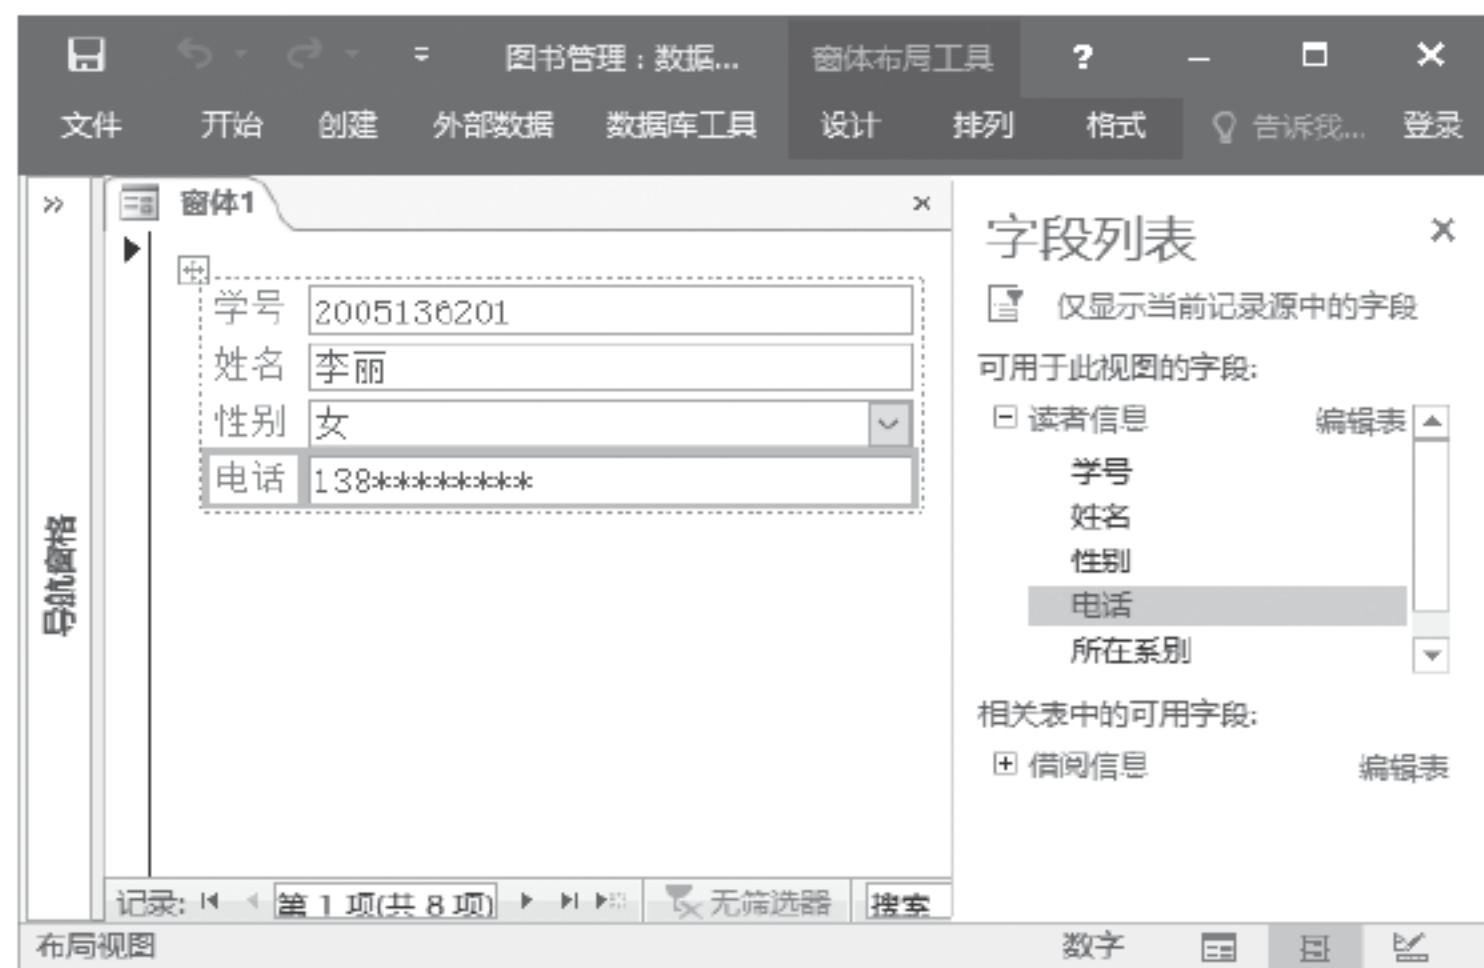 图书管理：数据... 窗体布局工具 ?
文件 开始 创建 外部数据 数据库工具 设计 排列 格式 告诉我... 登录
» 窗体1 ×
导航窗格
学号 2005136201
姓名 李丽
性别 女
电话 138********
字段列表 ×
仅显示当前记录源中的字段
可用于此视图的字段:
读者信息 编辑表
学号
姓名
性别
电话
所在系别
相关表中的可用字段:
借阅信息 编辑表
记录: 第 1 项(共 8 项) 无筛选器 搜索
布局视图 数字